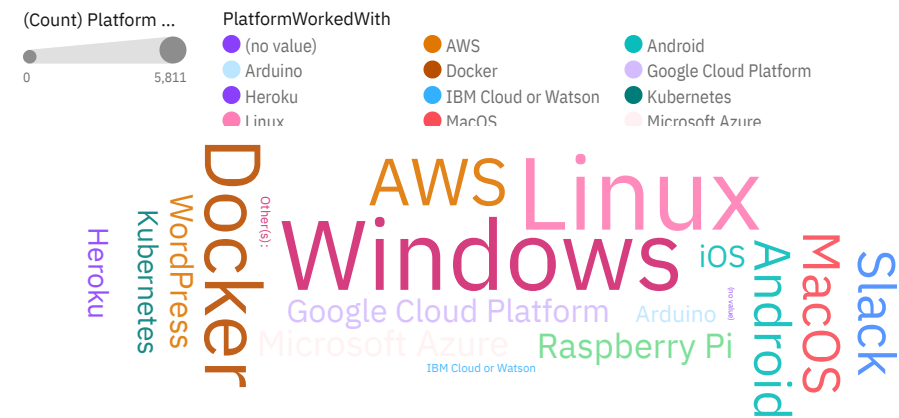 (Count) Platform ...
0
5,811
PlatformWorkedWith
(no value)
AWS
Android
Arduino
Docker
Google Cloud Platform
Heroku
IBM Cloud or Watson
Kubernetes
Linux
MacOS
Microsoft Azure
Heroku
Kubernetes
WordPress
Docker
Other(s):
AWS
Linux
Windows
iOS
Google Cloud Platform
Arduino
(no value)
Microsoft Azure
Raspberry Pi
IBM Cloud or Watson
Android
MacOS
Slack